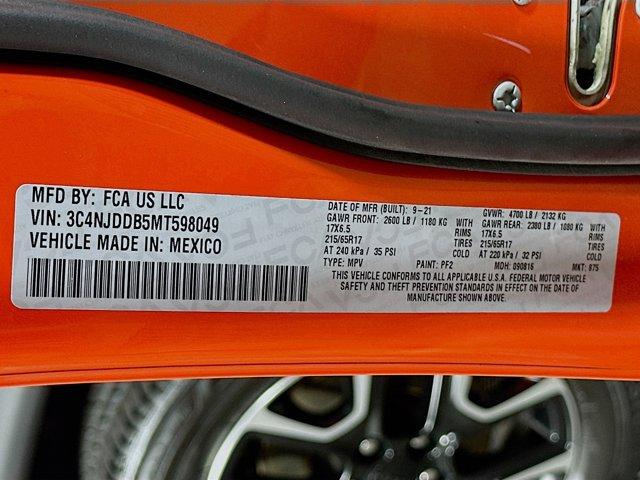 MFD BY: FCA US LLC
VIN: 3C4NJDDB5MT598049
VEHICLE MADE IN: MEXICO
DATE OF MFR (BUILT): 9-21
GAWR FRONT: 2600 LB / 1180 KG WITH
17X6.5 RIMS
215/65R17 TIRES
AT 240 kPa / 35 PSI COLD
TYPE: MPV
GVWR: 4700 LB / 2132 KG
GAWR REAR: 2380 LB / 1080 KG WITH
17X6.5 RIMS
215/65R17 TIRES
AT 220 kPa / 32 PSI COLD
PAINT: PF2 MDH: 090816 MKT: 875
THIS VEHICLE CONFORMS TO ALL APPLICABLE U.S.A. FEDERAL MOTOR VEHICLE
SAFETY AND THEFT PREVENTION STANDARDS IN EFFECT ON THE DATE OF
MANUFACTURE SHOWN ABOVE.